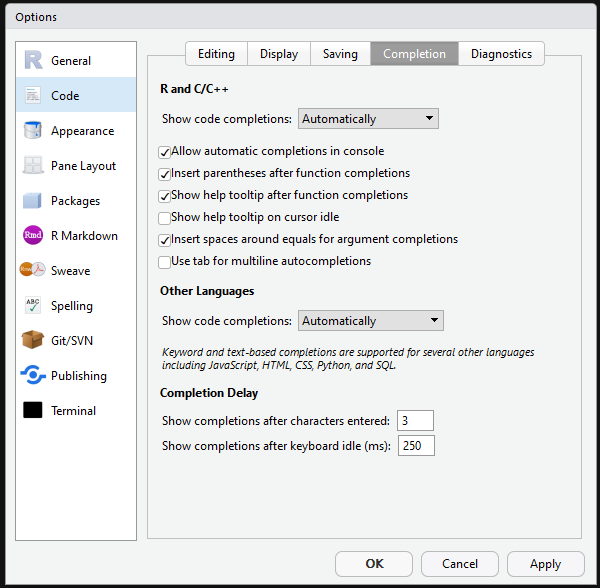 Options
General
Code
Appearance
Pane Layout
Packages
Rmd R Markdown
Sweave
ABC Spelling
Git/SVN
Publishing
Terminal
Editing Display Saving Completion Diagnostics
R and C/C++
Show code completions: Automatically
Allow automatic completions in console
Insert parentheses after function completions
Show help tooltip after function completions
Show help tooltip on cursor idle
Insert spaces around equals for argument completions
Use tab for multiline autocompletions
Other Languages
Show code completions: Automatically
Keyword and text-based completions are supported for several other languages
including JavaScript, HTML, CSS, Python, and SQL.
Completion Delay
Show completions after characters entered: 3
Show completions after keyboard idle (ms): 250
OK Cancel Apply